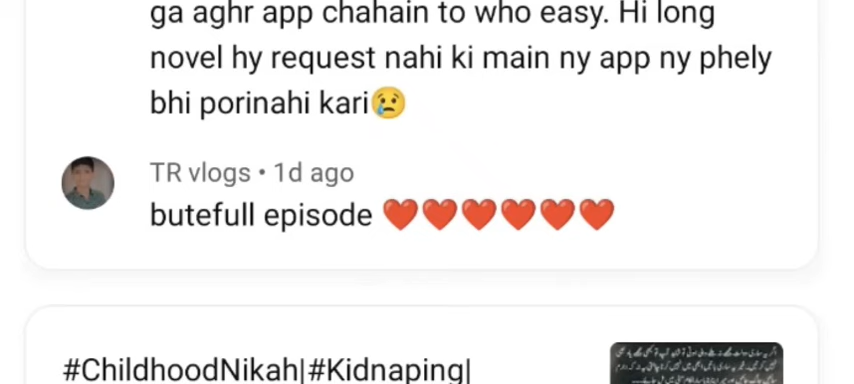 ga aghr app chahain to who easy. Hi long
novel hy request nahi ki main ny app ny phely
bhi porinahi kari😢
TR vlogs • 1d ago
butefull episode ❤️❤️❤️❤️❤️❤️
#ChildhoodNikah|#Kidnaping|